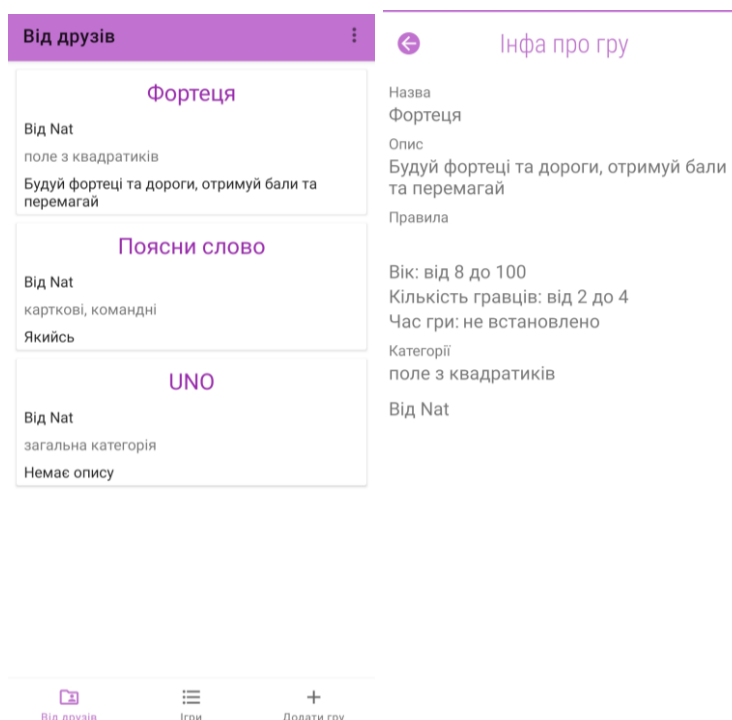 Від друзів
Фортеця
Від Nat
поле з квадратиків
Будуй фортеці та дороги, отримуй бали та
перемагай
Поясни слово
Від Nat
карткові, командні
Якийсь
UNO
Від Nat
загальна категорія
Немає опису
Від друзів
Ігри
Додати гру
Інфа про гру
Назва
Фортеця
Опис
Будуй фортеці та дороги, отримуй бали
та перемагай
Правила
Вік: від 8 до 100
Кількість гравців: від 2 до 4
Час гри: не встановлено
Категорії
поле з квадратиків
Від Nat